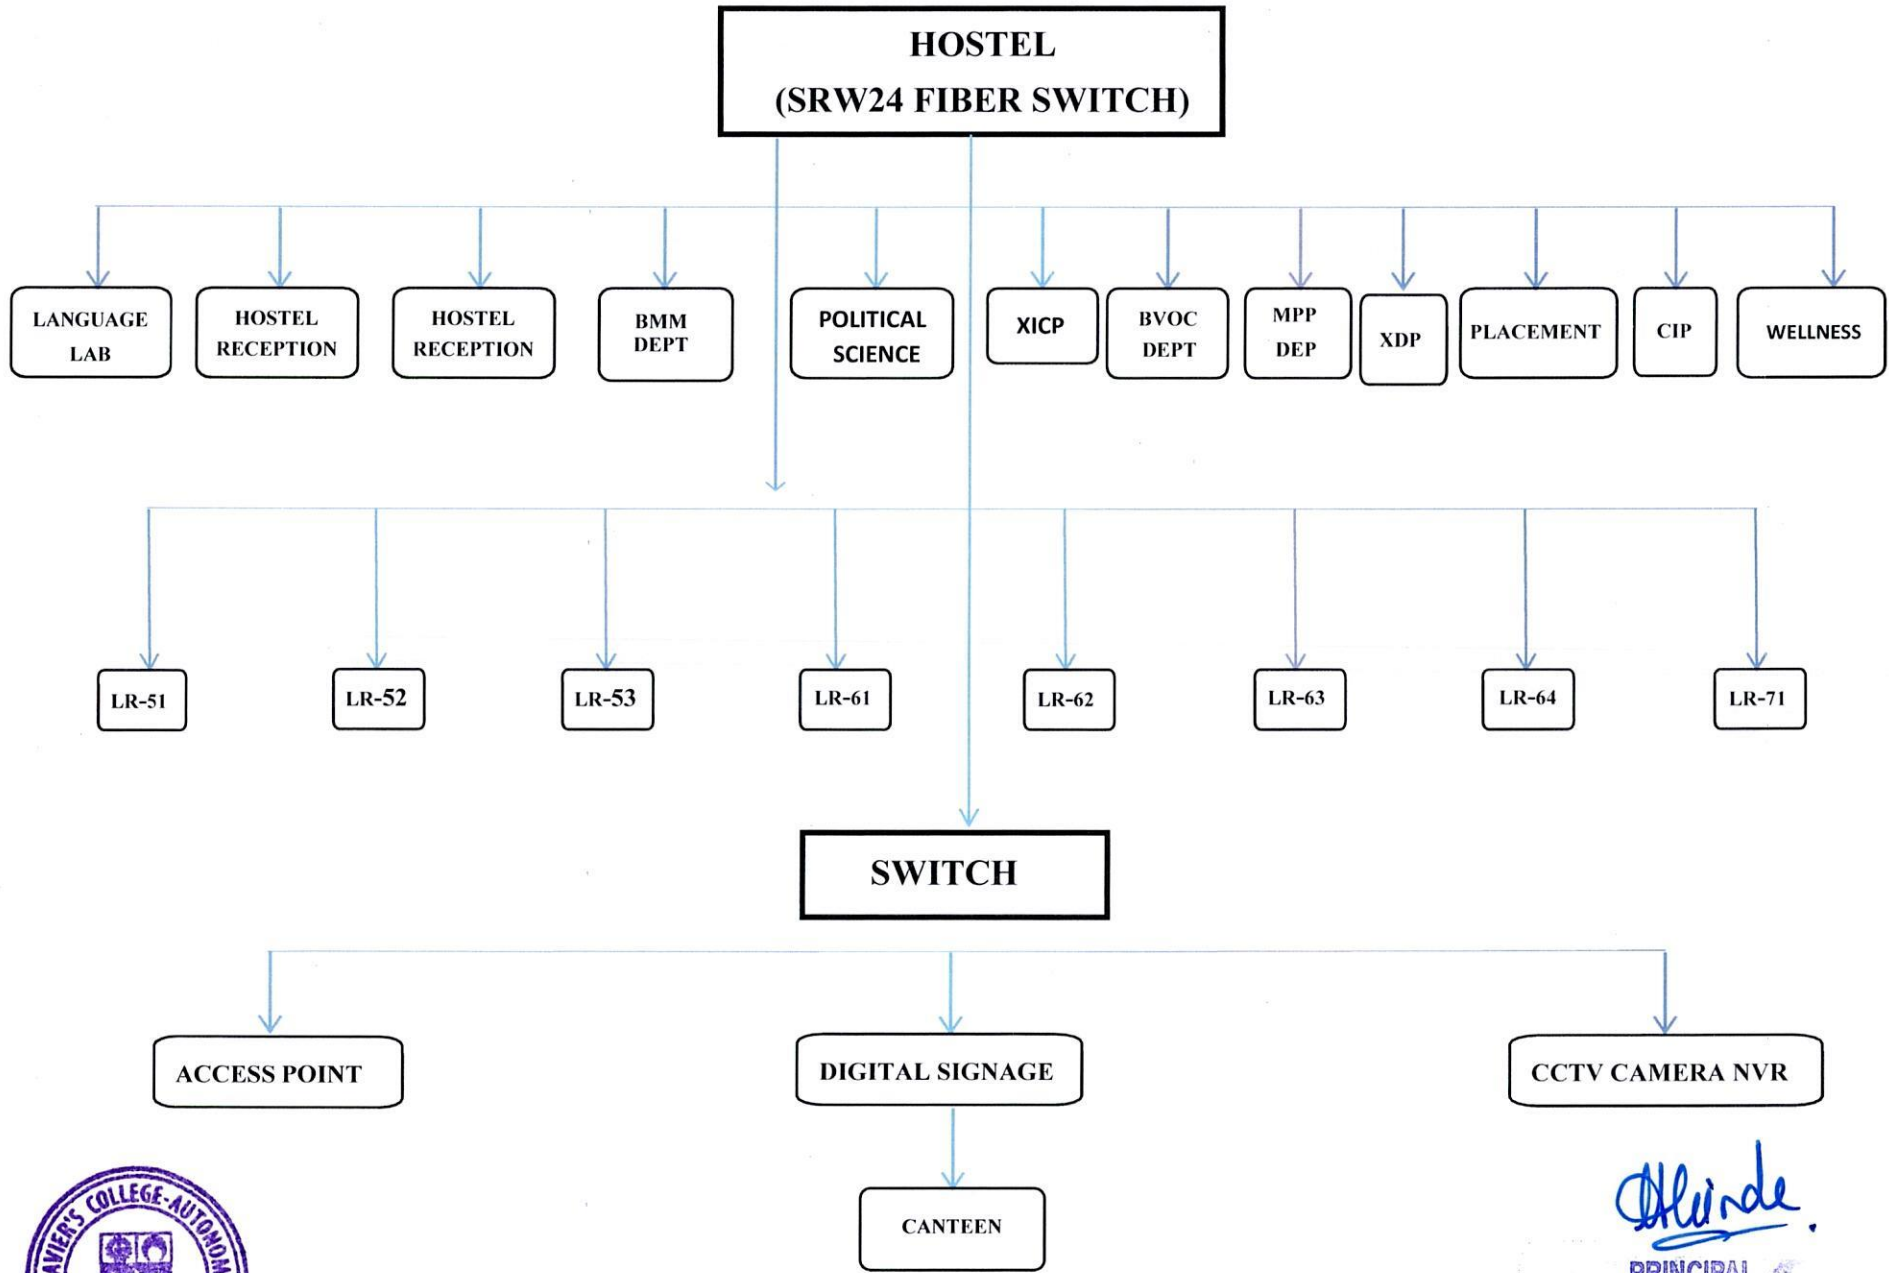 HOSTEL
(SRW24 FIBER SWITCH)
LANGUAGE
LAB
HOSTEL
RECEPTION
HOSTEL
RECEPTION
BMM
DEPT
POLITICAL
SCIENCE
XICP
BVOC
DEPT
MPP
DEP
XDP
PLACEMENT
CIP
WELLNESS
LR-51
LR-52
LR-53
LR-61
LR-62
LR-63
LR-64
LR-71
SWITCH
ACCESS POINT
DIGITAL SIGNAGE
CCTV CAMERA NVR
CANTEEN
COLLEGE-
PRINCIPAL